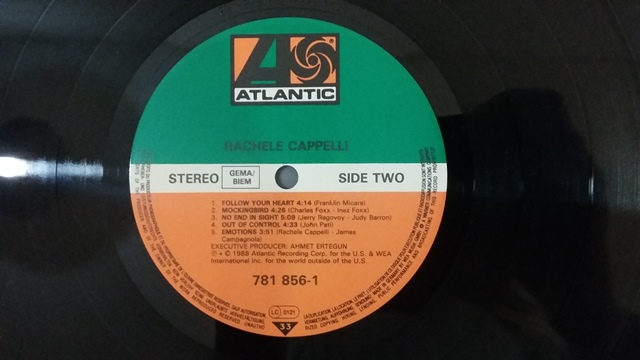 ATLANTIC
RACHELE CAPPELLI
STEREO GEMA/ BIEM SIDE TWO
1. FOLLOW YOUR HEART 4:14 (Franklin Micare)
2. MOCKINGBIRD 4:26 (Charles Foxx - Inez Foxx)
3. NO END IN SIGHT 5:09 (Jerry Ragovoy - Judy Barron)
4. OUT OF CONTROL 4:33 (John Pati)
5. EMOTIONS 3:51 (Rachele Cappelli - James
Campagnola)
EXECUTIVE PRODUCER: AHMET ERTEGUN
℗ + © 1988 Atlantic Recording Corp. for the U.S. & WEA
International Inc. for the world outside of the U.S.
781 856-1
LC 0121
33